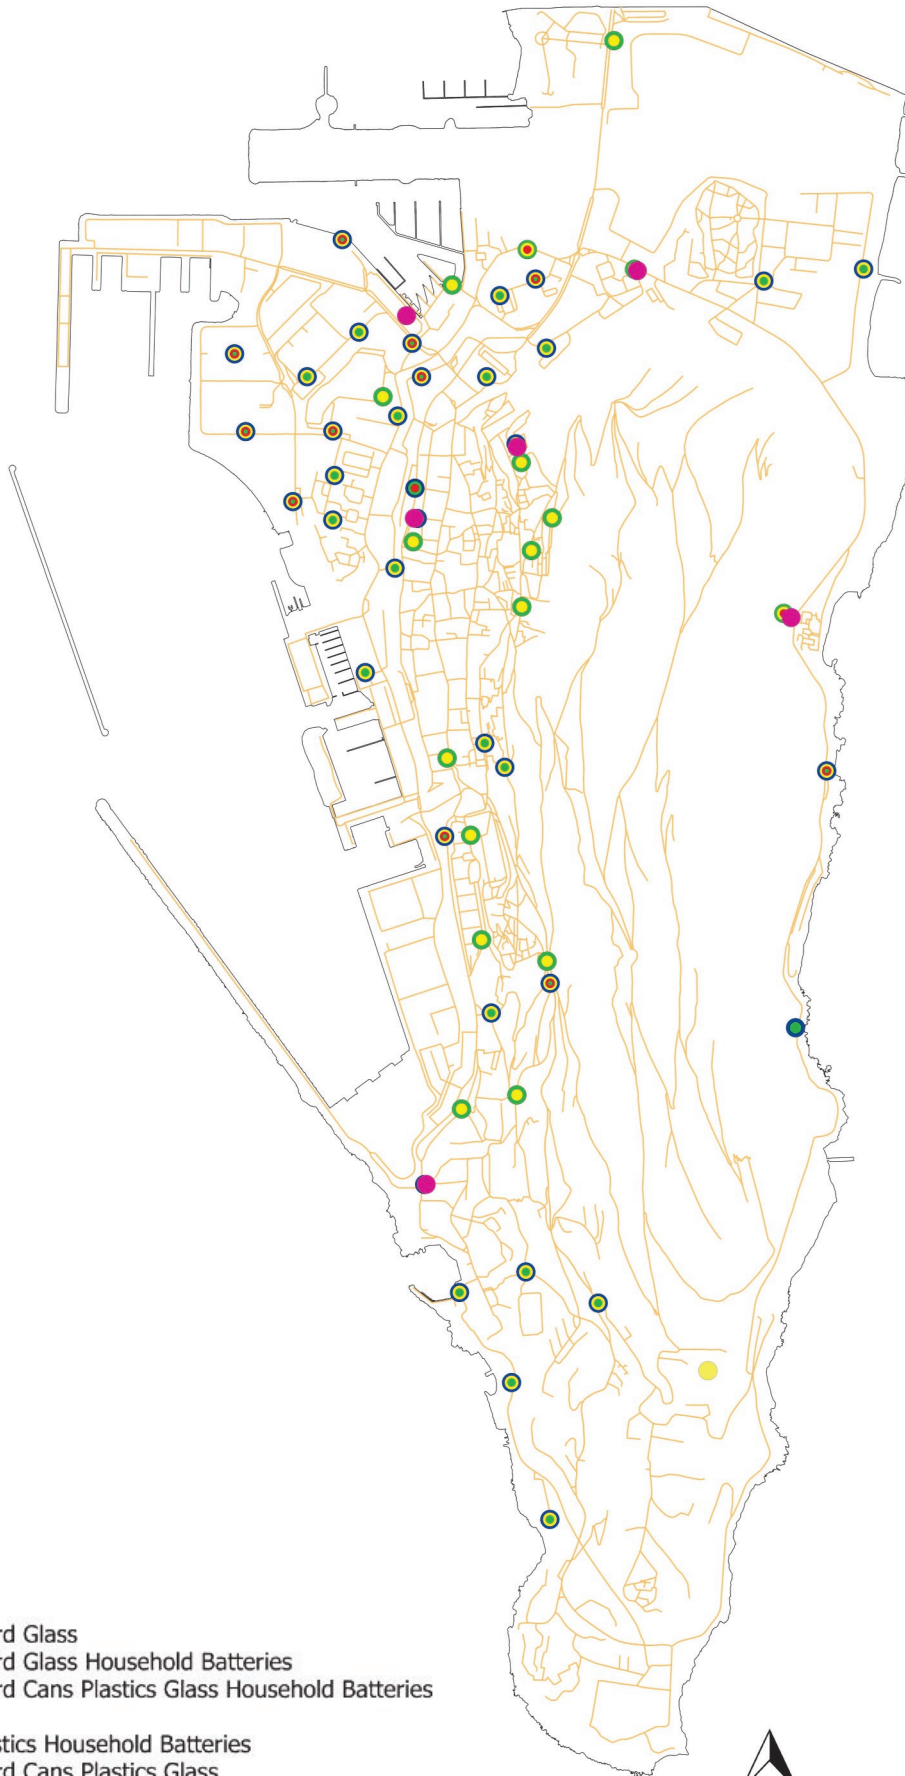 rd Glass
rd Glass Household Batteries
rd Cans Plastics Glass Household Batteries
stics Household Batteries
rd Cans Plastics Glass